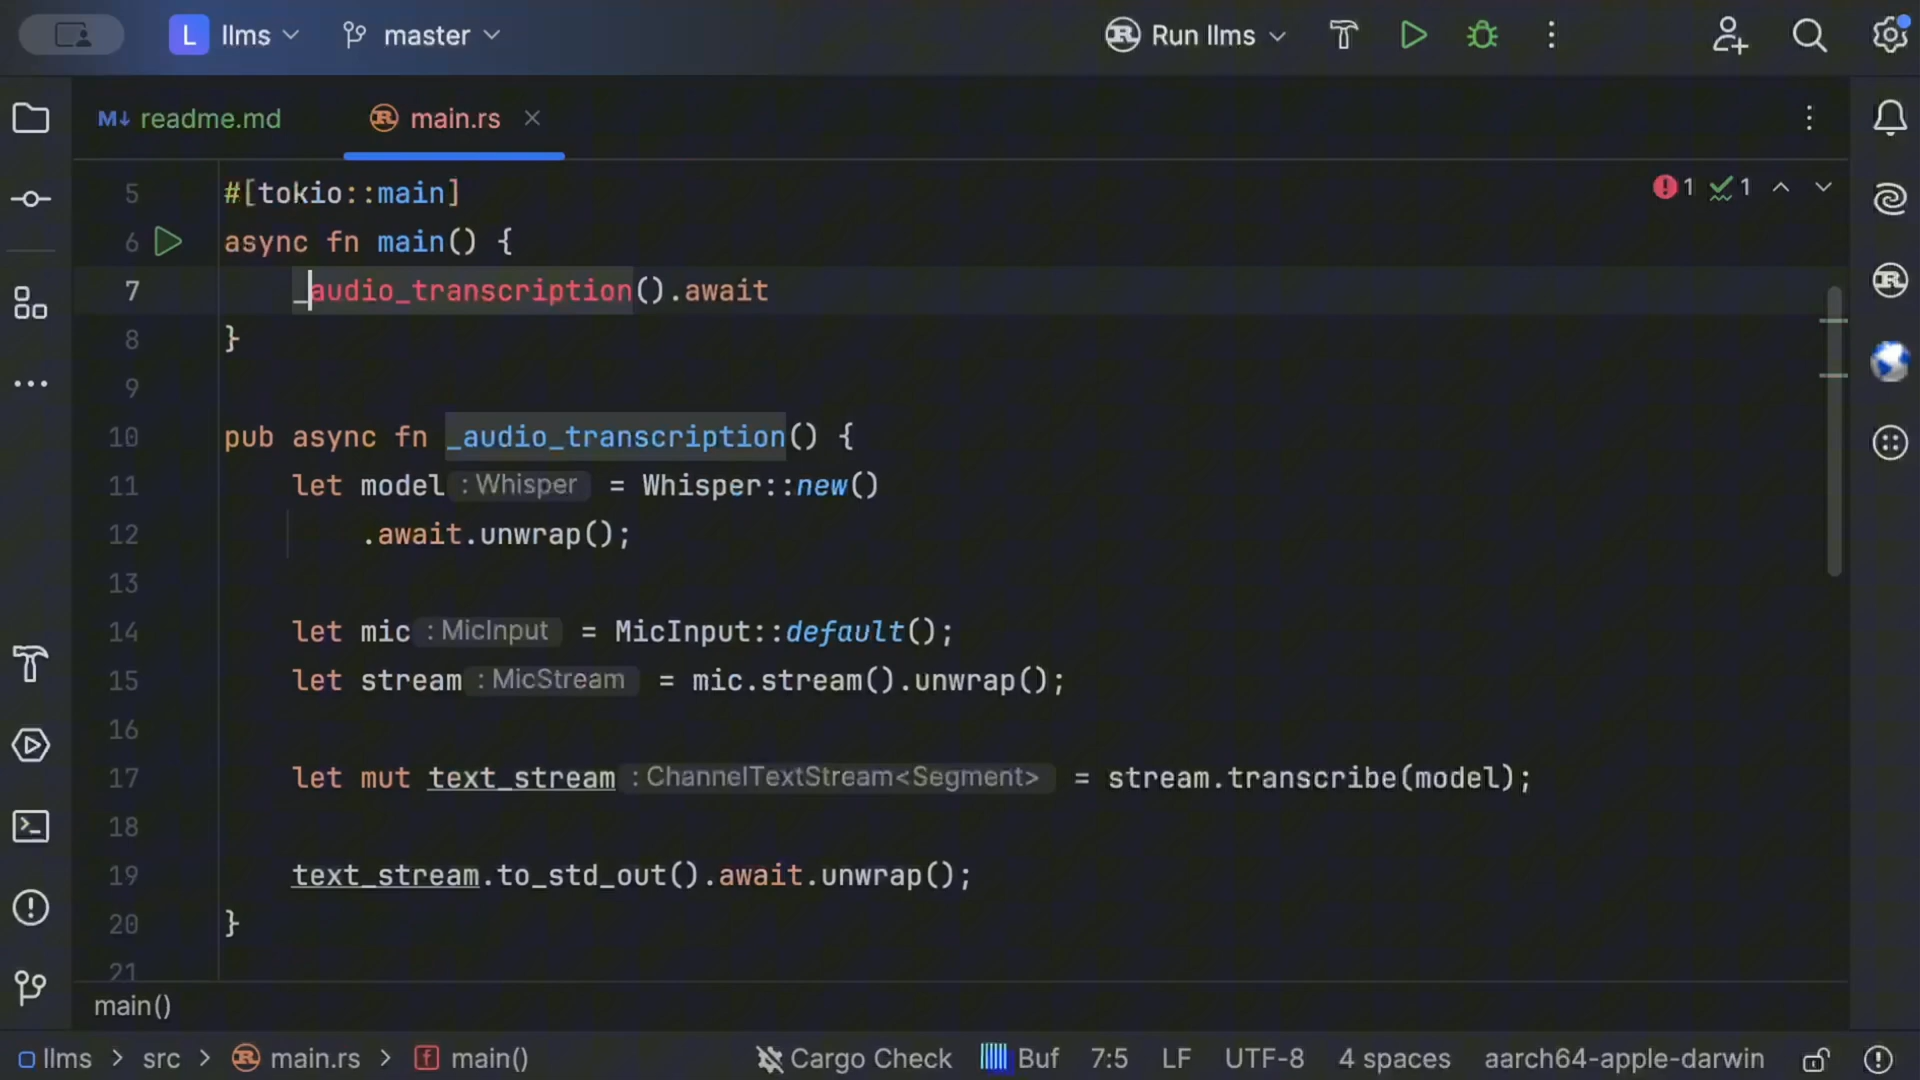 L llms master Run llms
M↓ readme.md main.rs
1 1
5 #[tokio::main]
6 async fn main() {
7 _audio_transcription().await
8 }
9
10 pub async fn _audio_transcription() {
11 let model : Whisper = Whisper::new()
12 .await.unwrap();
13
14 let mic : MicInput = MicInput::default();
15 let stream : MicStream = mic.stream().unwrap();
16
17 let mut text_stream : ChannelTextStream<Segment> = stream.transcribe(model);
18
19 text_stream.to_std_out().await.unwrap();
20 }
21
main()
llms > src > main.rs > f main() Cargo Check Buf 7:5 LF UTF-8 4 spaces aarch64-apple-darwin